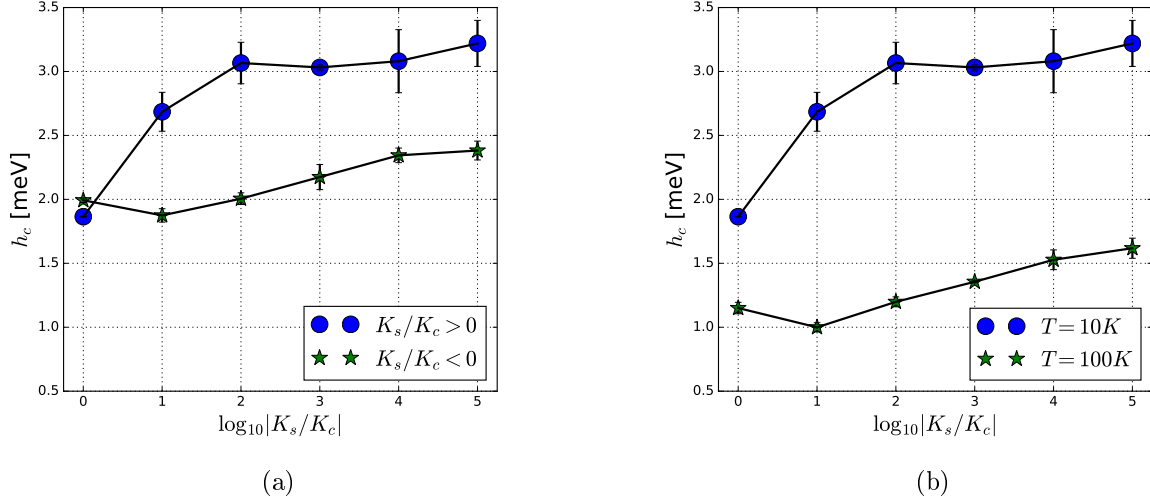 3.5
3.0
2.5
2.0
1.5
1.0
0.5
h_c [meV]
0 1 2 3 4 5
log₁₀|K_s/K_c|
K_s/K_c > 0
K_s/K_c < 0
(a)
3.5
3.0
2.5
2.0
1.5
1.0
0.5
h_c [meV]
0 1 2 3 4 5
log₁₀|K_s/K_c|
T = 10K
T = 100K
(b)